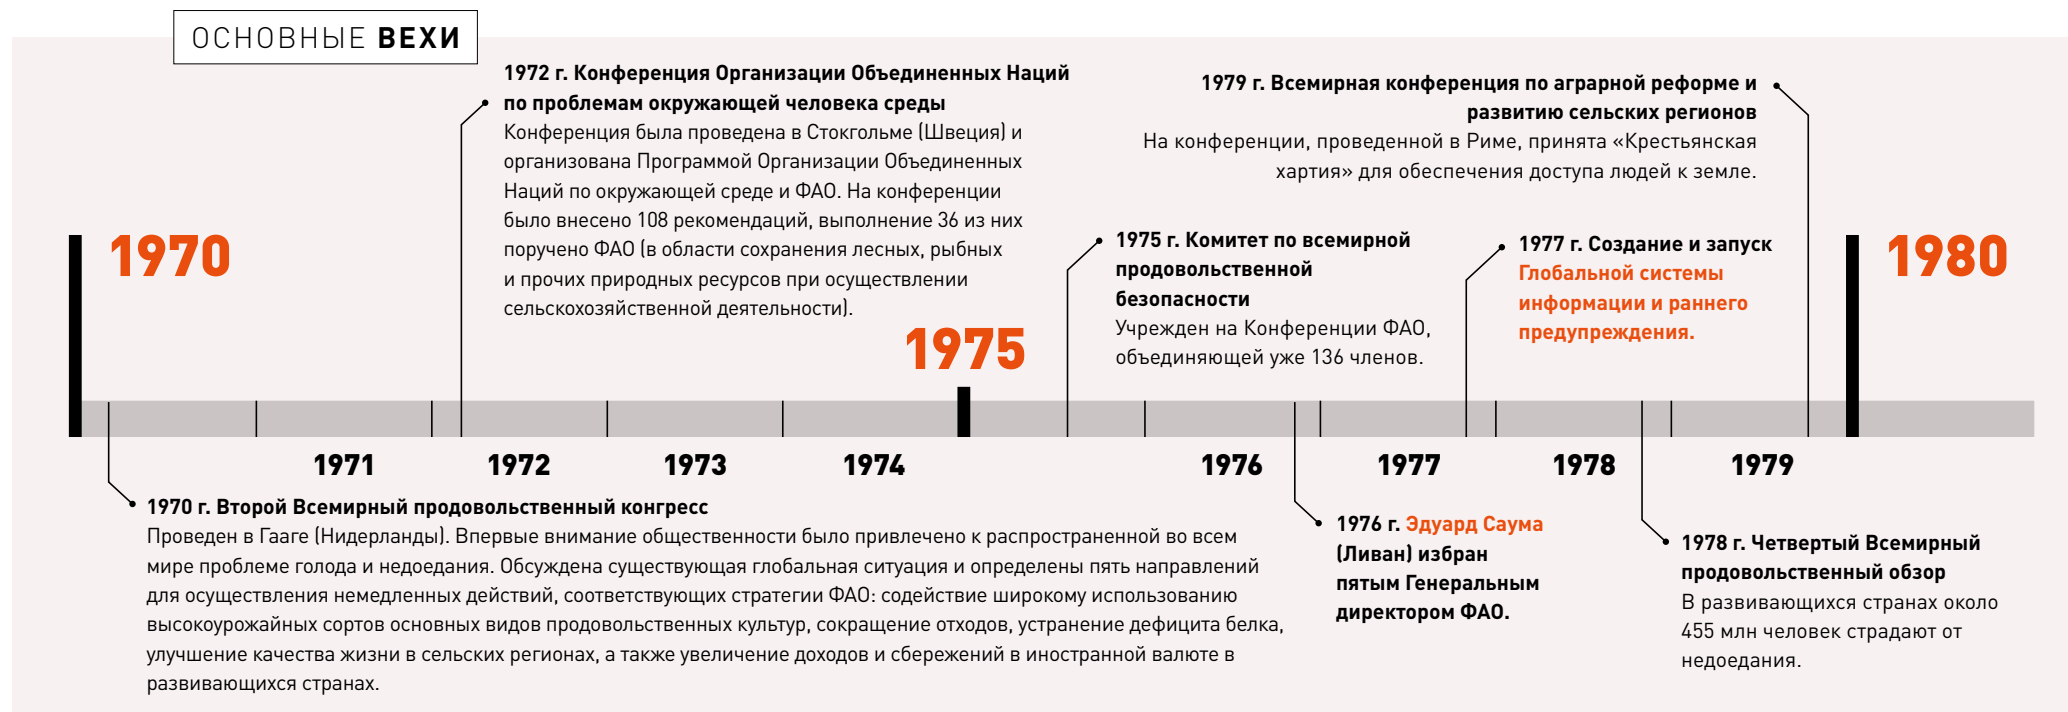 ОСНОВНЫЕ ВЕХИ
1972 г. Конференция Организации Объединенных Наций
по проблемам окружающей человека среды
Конференция была проведена в Стокгольме (Швеция) и
организована Программой Организации Объединенных
Наций по окружающей среде и ФАО. На конференции
было внесено 108 рекомендаций, выполнение 36 из них
поручено ФАО (в области сохранения лесных, рыбных
и прочих природных ресурсов при осуществлении
сельскохозяйственной деятельности).
1979 г. Всемирная конференция по аграрной реформе и
развитию сельских регионов
На конференции, проведенной в Риме, принята «Крестьянская
хартия» для обеспечения доступа людей к земле.
1970
1975
1975 г. Комитет по всемирной
продовольственной
безопасности
Учрежден на Конференции ФАО,
объединяющей уже 136 членов.
1977 г. Создание и запуск
Глобальной системы
информации и раннего
предупреждения.
1980
1971
1972
1973
1974
1976
1977
1978
1979
1970 г. Второй Всемирный продовольственный конгресс
Проведен в Гааге (Нидерланды). Впервые внимание общественности было привлечено к распространенной во всем
мире проблеме голода и недоедания. Обсуждена существующая глобальная ситуация и определены пять направлений
для осуществления немедленных действий, соответствующих стратегии ФАО: содействие широкому использованию
высокоурожайных сортов основных видов продовольственных культур, сокращение отходов, устранение дефицита белка,
улучшение качества жизни в сельских регионах, а также увеличение доходов и сбережений в иностранной валюте в
развивающихся странах.
1976 г. Эдуард Саума
(Ливан) избран
пятым Генеральным
директором ФАО.
1978 г. Четвертый Всемирный
продовольственный обзор
В развивающихся странах около
455 млн человек страдают от
недоедания.